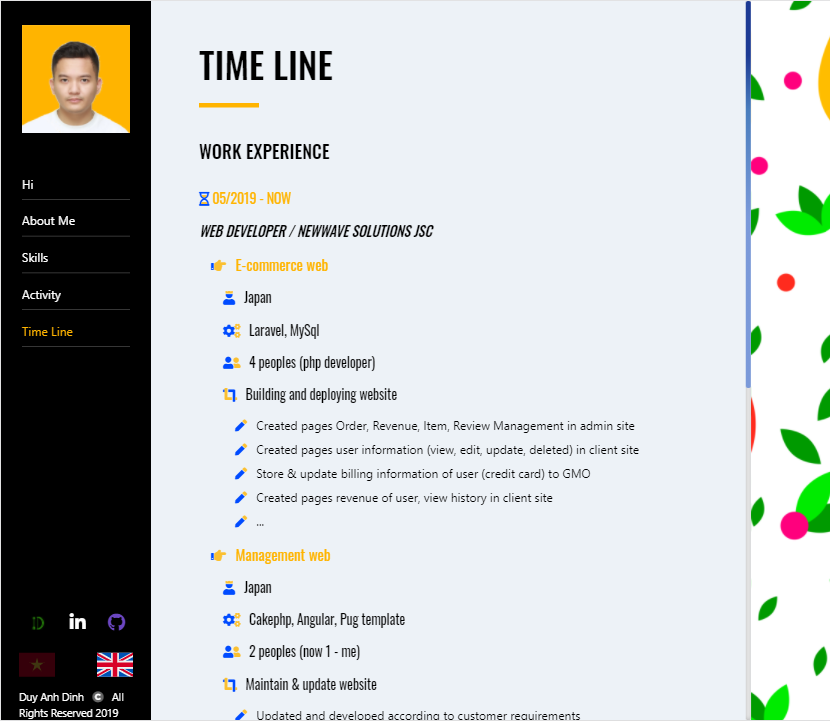 Hi
About Me
Skills
Activity
Time Line
in
Duy Anh Dinh © All
Rights Reserved 2019
TIME LINE
WORK EXPERIENCE
05/2019 - NOW
WEB DEVELOPER / NEWWAVE SOLUTIONS JSC
E-commerce web
Japan
Laravel, MySql
4 peoples (php developer)
Building and deploying website
Created pages Order, Revenue, Item, Review Management in admin site
Created pages user information (view, edit, update, deleted) in client site
Store & update billing information of user (credit card) to GMO
Created pages revenue of user, view history in client site
...
Management web
Japan
Cakephp, Angular, Pug template
2 peoples (now 1 - me)
Maintain & update website
Updated and developed according to customer requirements